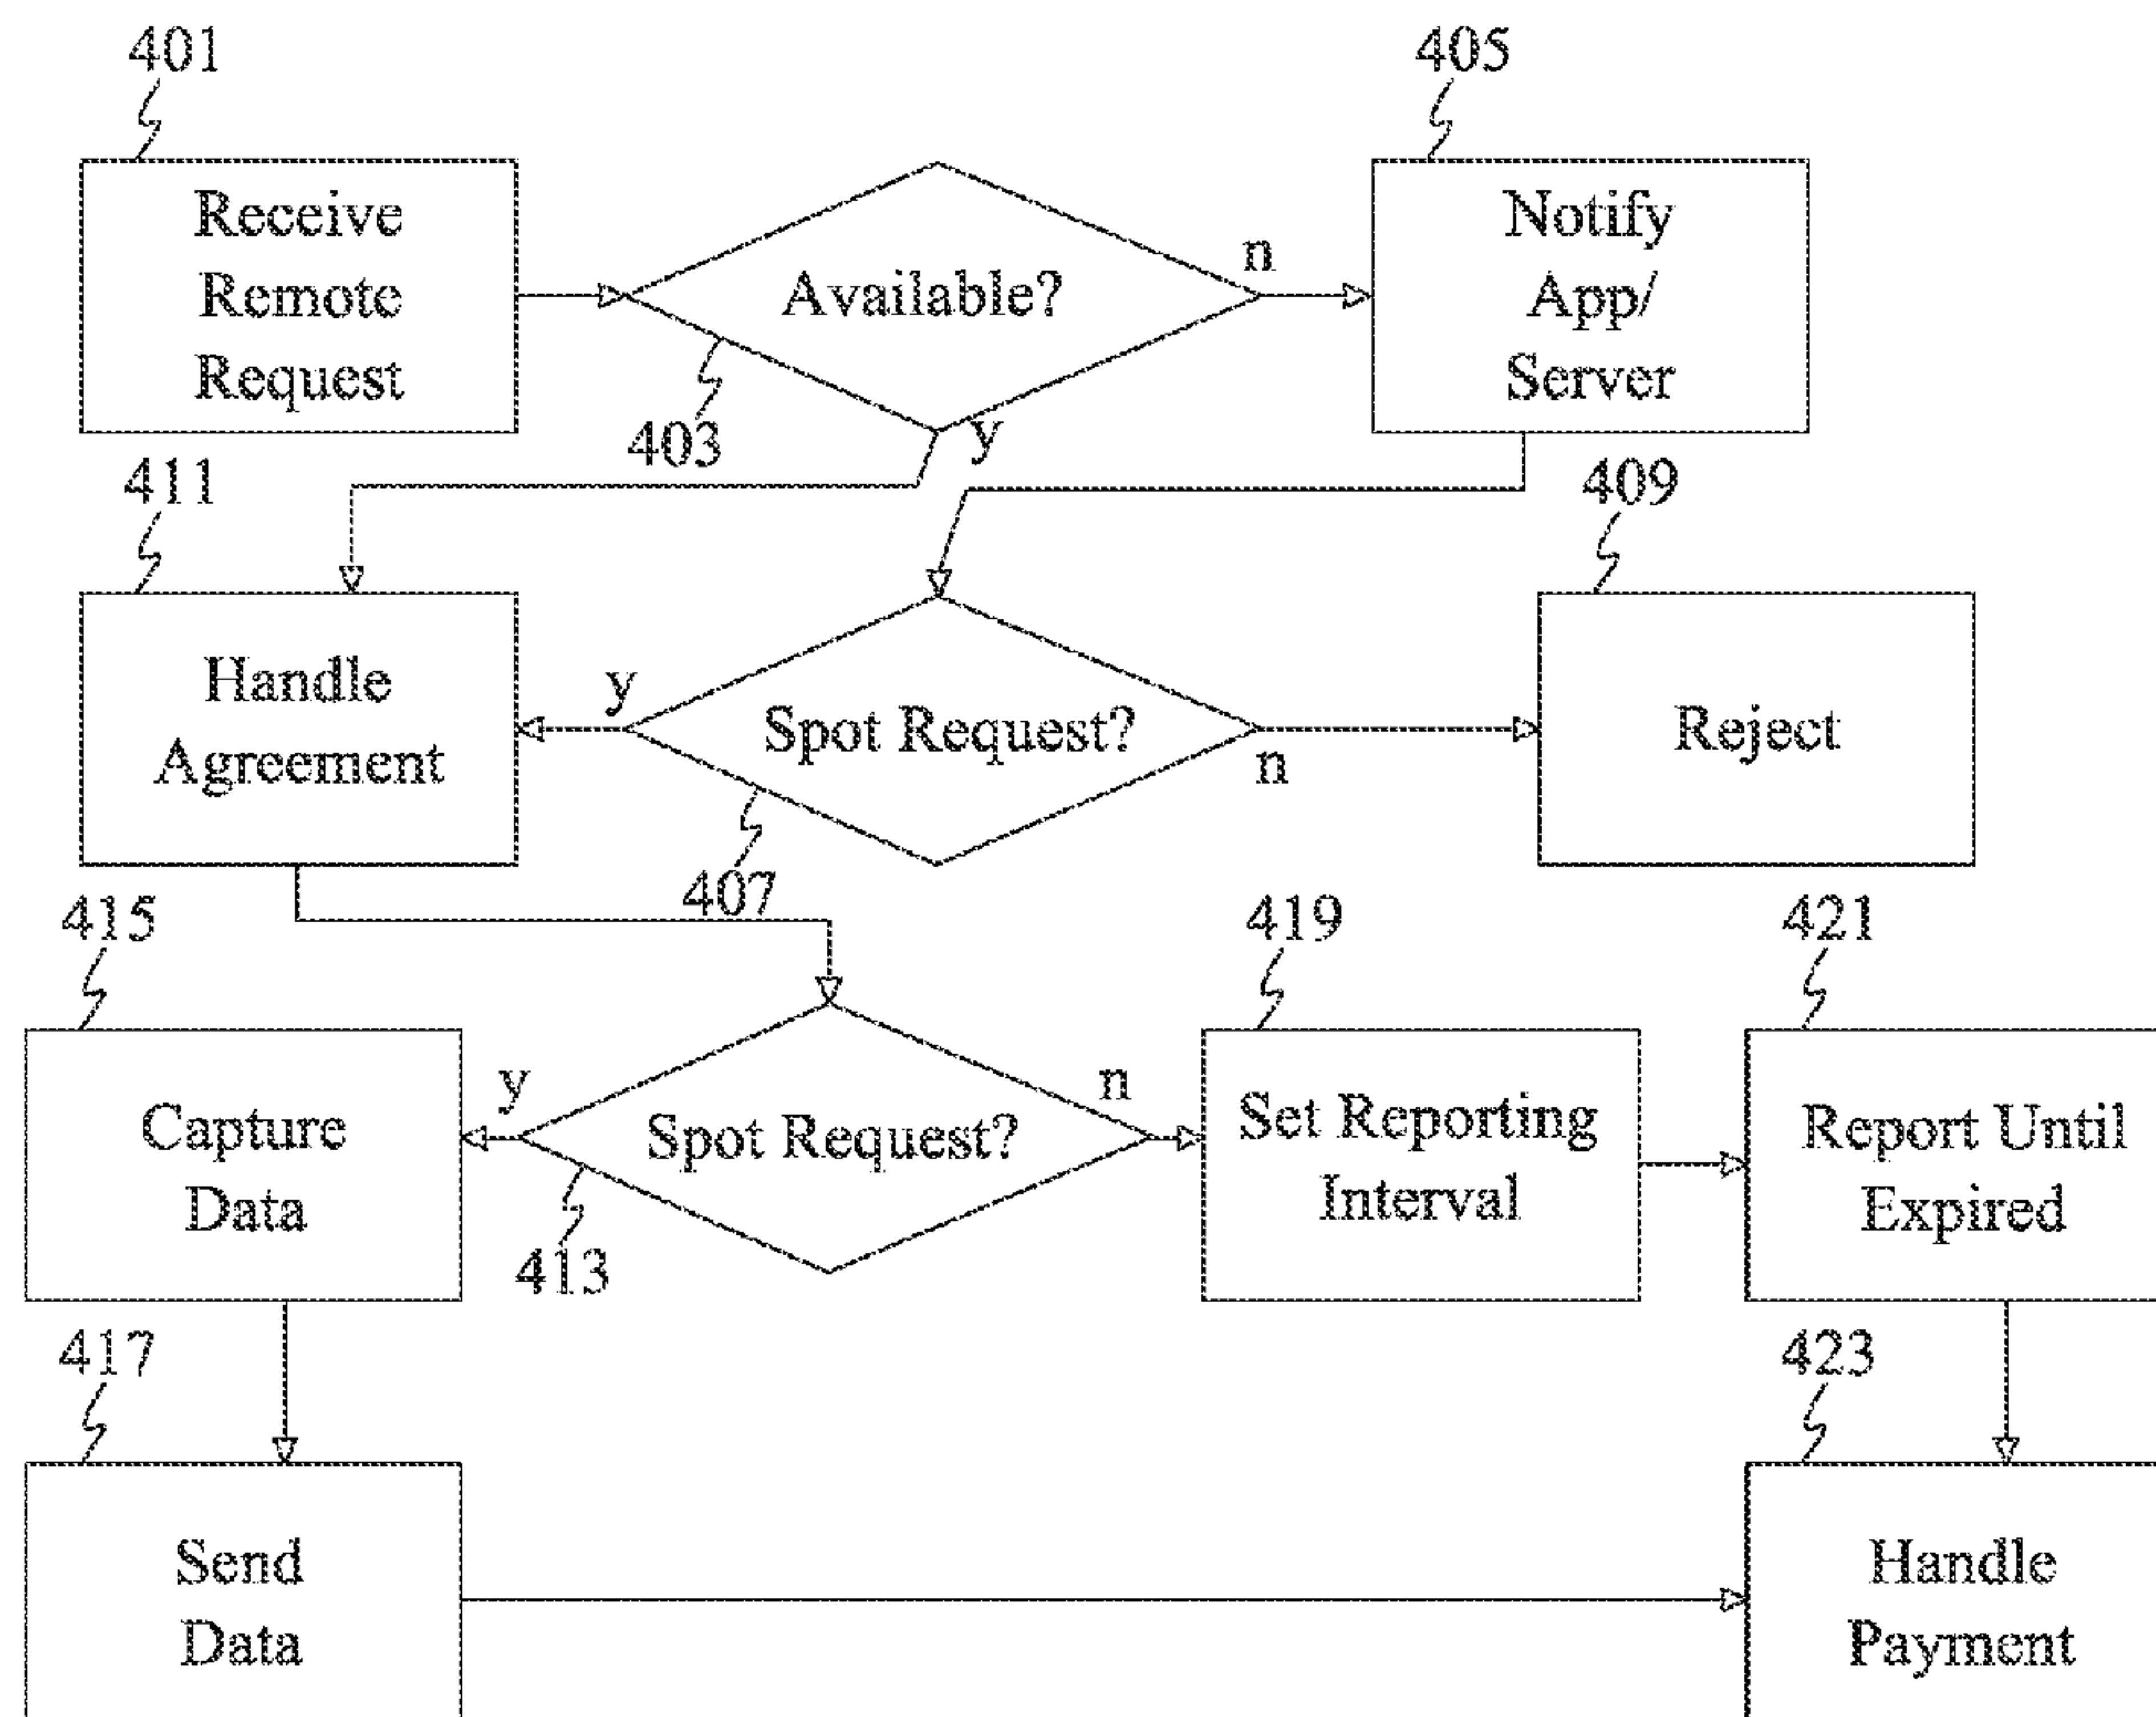 401
405
Receive
Remote
Request
Available?
n
Notify
App/
Server
403
y
411
409
Handle
Agreement
y
Spot Request?
n
Reject
407
415
419
421
Capture
Data
y
Spot Request?
n
Set Reporting
Interval
Report Until
Expired
413
417
423
Send
Data
Handle
Payment